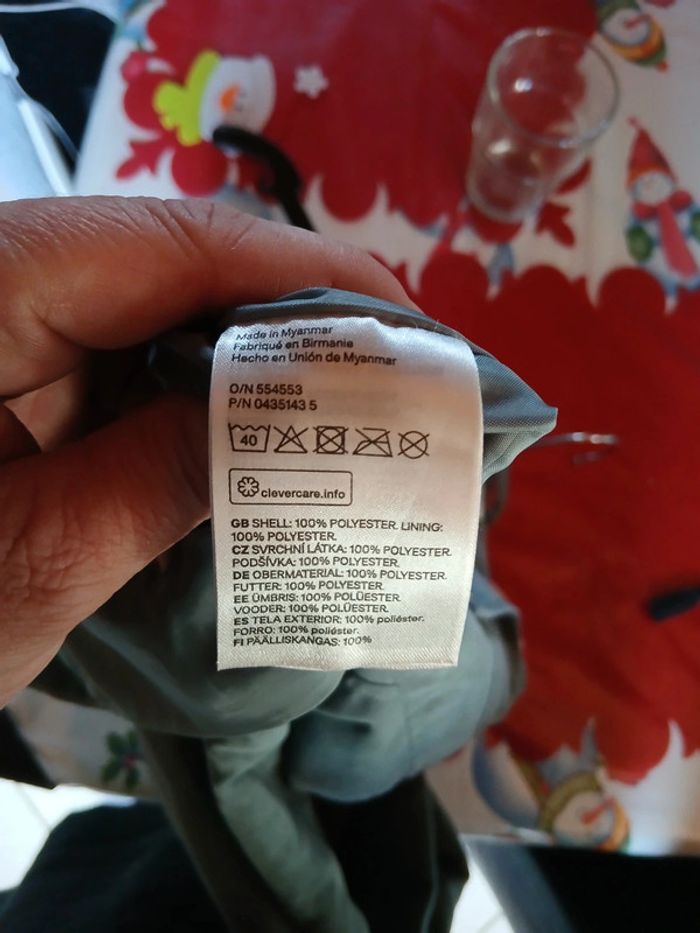 Made in Myanmar
Fabriqué en Birmanie
Hecho en Unión de Myanmar
O/N 554553
P/N 0435143 5
40
clevercare.info
GB SHELL: 100% POLYESTER. LINING:
100% POLYESTER.
CZ SVRCHNÍ LÁTKA: 100% POLYESTER.
PODŠÍVKA: 100% POLYESTER.
DE OBERMATERIAL: 100% POLYESTER.
FUTTER: 100% POLYESTER.
EE ÜMBRIS: 100% POLÜESTER.
VOODER: 100% POLÜESTER.
ES TELA EXTERIOR: 100% poliéster.
FORRO: 100% poliéster.
FI PÄÄLLISKANGAS: 100%